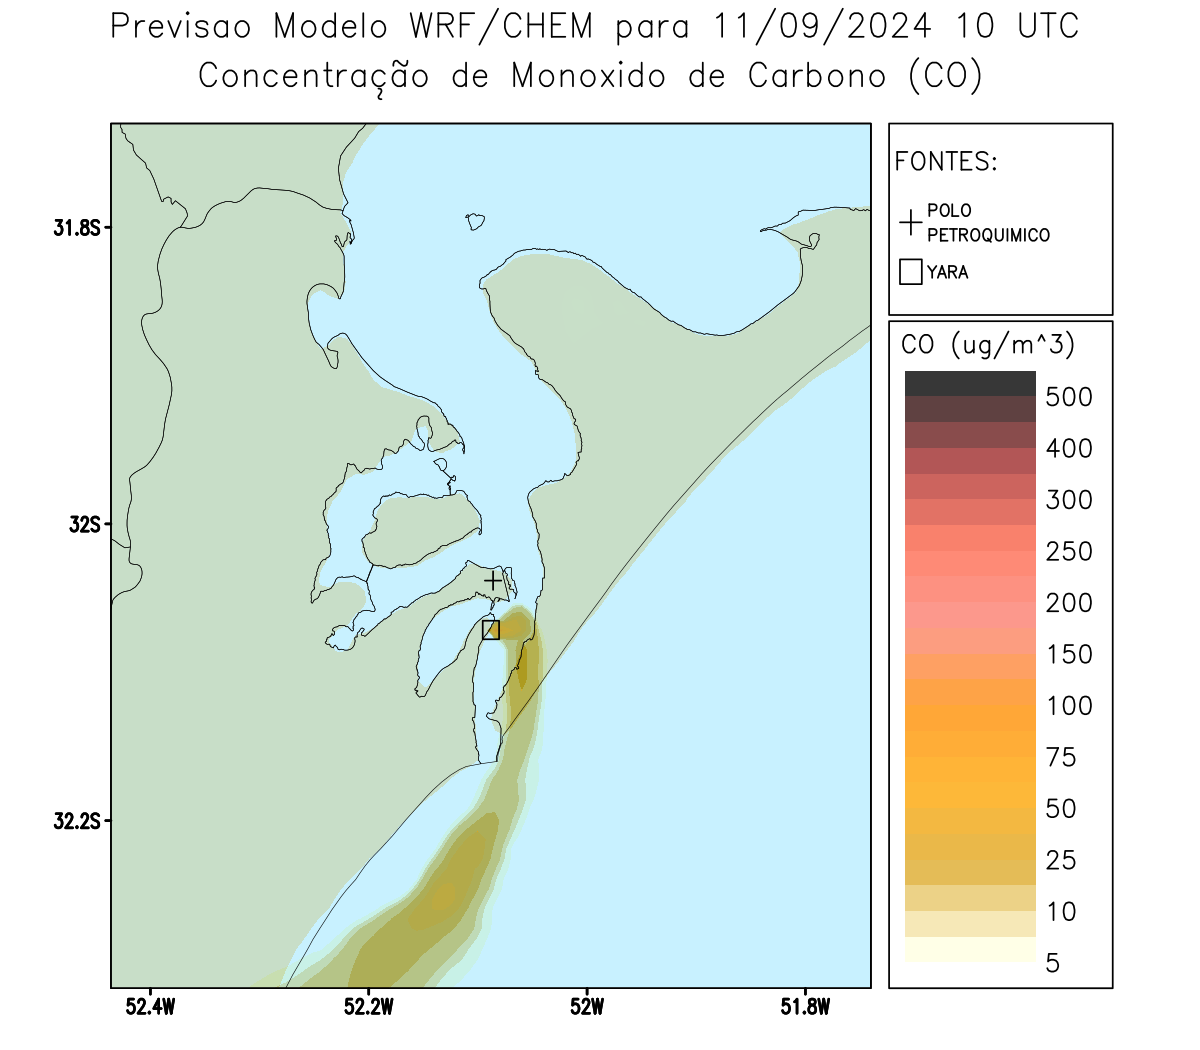 Previsao Modelo WRF/CHEM para 11/09/2024 10 UTC
Concentração de Monoxido de Carbono (CO)
FONTES:
POLO
PETROQUIMICO
YARA
CO (ug/m^3)
500
400
300
250
200
150
100
75
50
25
10
5
31.8S
32S
32.2S
52.4W
52.2W
52W
51.8W